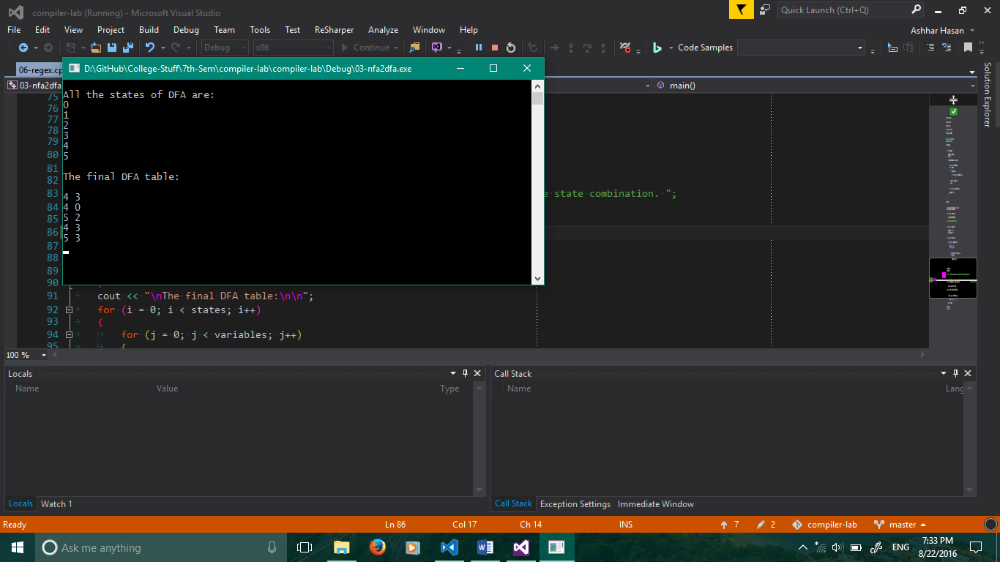 compiler-lab (Running) - Microsoft Visual Studio
Quick Launch (Ctrl+Q)
File Edit View Project Build Debug Team Tools Test ReSharper Analyze Window Help
Ashhar Hasan
Debug x86 Continue Code Samples
06-regex.cp
D:\GitHub\College-Stuff\7th-Sem\compiler-lab\compiler-lab\Debug\03-nfa2dfa.exe
03-nfa2dfa
main()
Solution Explorer
All the states of DFA are:
0
1
2
3
4
5
The final DFA table:
4 3
4 0
5 2
4 3
5 3
75
76
77
78
79
80
81
82
83 e state combination. ";
84
85
86
87
88
89
90
91 cout << "\nThe final DFA table:\n\n";
92 for (i = 0; i < states; i++)
93 {
94 for (j = 0; j < variables; j++)
95 {
100 %
Locals
Name Value Type
Call Stack
Name Lang
Locals Watch 1
Call Stack Exception Settings Immediate Window
Ready Ln 86 Col 17 Ch 14 INS 7 2 compiler-lab master
Ask me anything
ENG
7:33 PM
8/22/2016